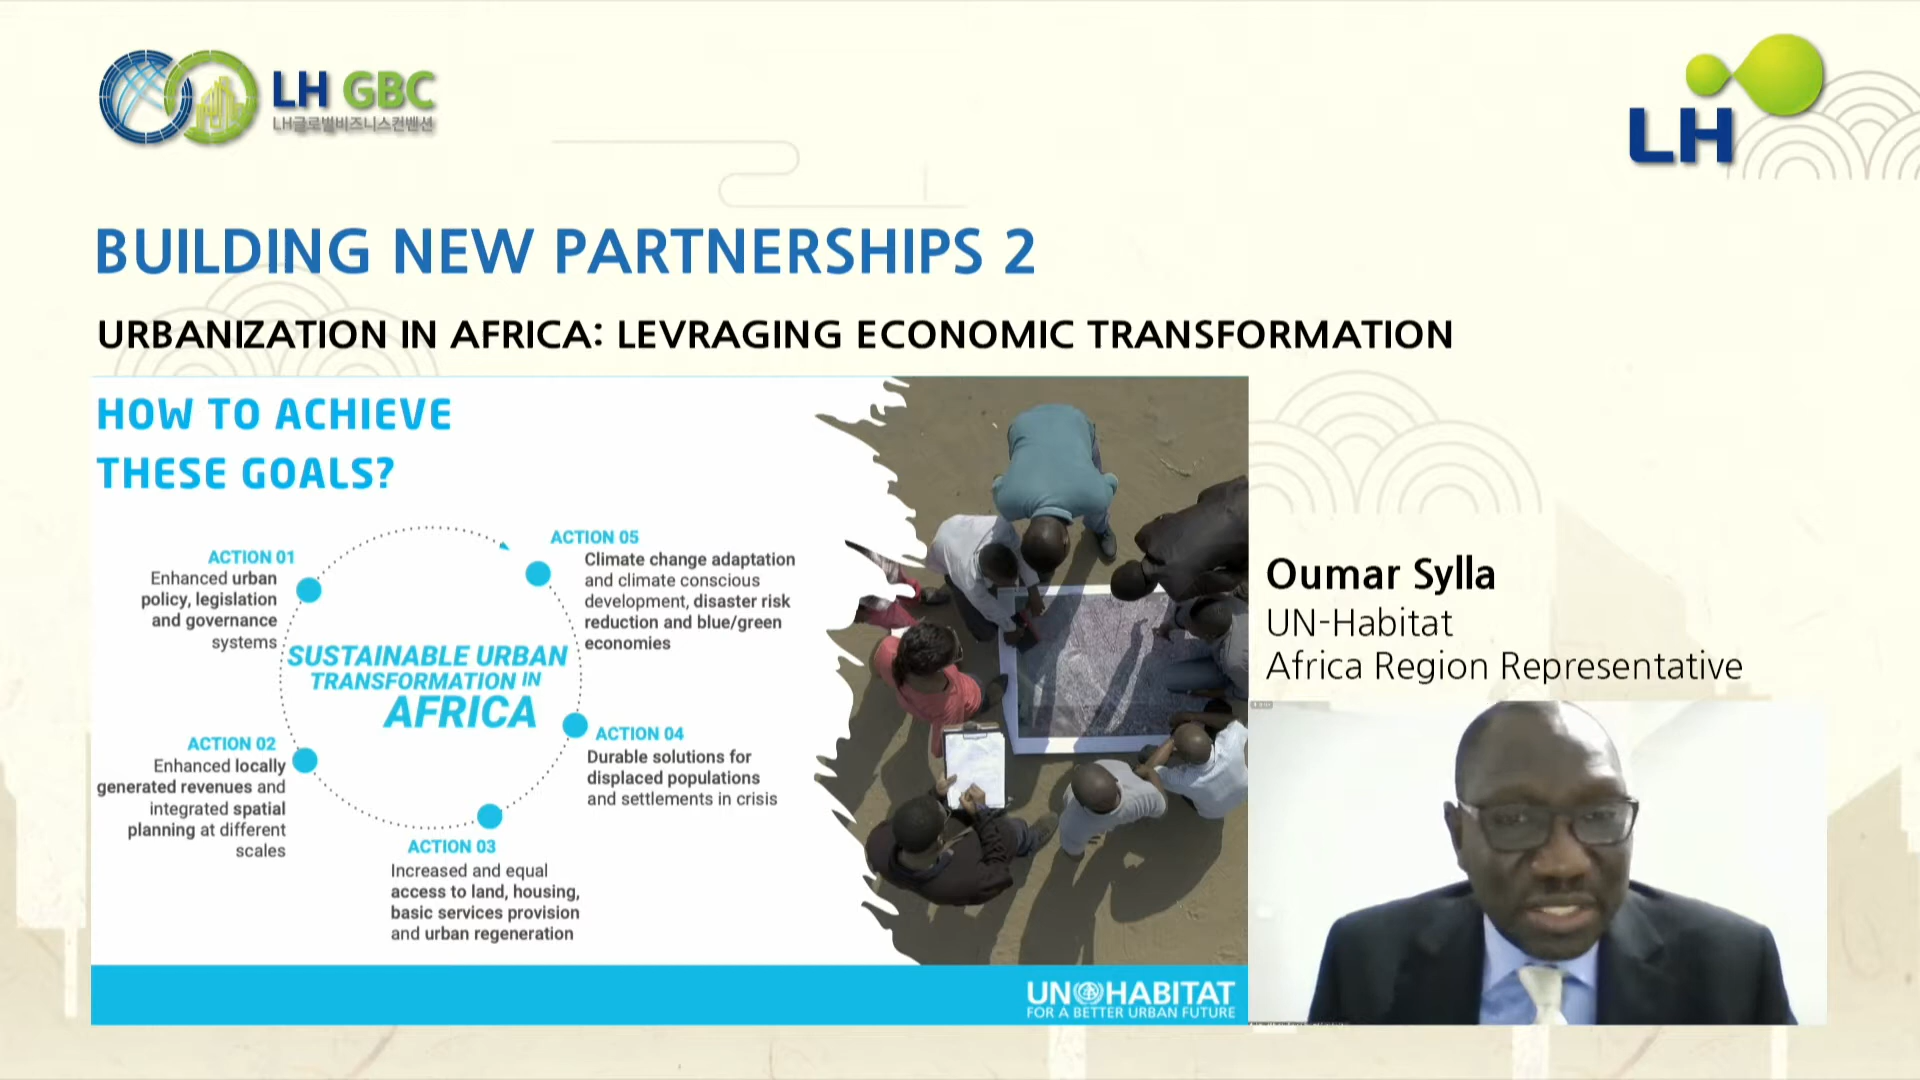 LH GBC
LH글로벌비즈니스컨벤션
LH
BUILDING NEW PARTNERSHIPS 2
URBANIZATION IN AFRICA: LEVRAGING ECONOMIC TRANSFORMATION
HOW TO ACHIEVE
THESE GOALS?
ACTION 01
Enhanced urban
policy, legislation
and governance
systems
ACTION 05
Climate change adaptation
and climate conscious
development, disaster risk
reduction and blue/green
economies
SUSTAINABLE URBAN
TRANSFORMATION IN
AFRICA
ACTION 02
Enhanced locally
generated revenues and
integrated spatial
planning at different
scales
ACTION 04
Durable solutions for
displaced populations
and settlements in crisis
ACTION 03
Increased and equal
access to land, housing,
basic services provision
and urban regeneration
UN HABITAT
FOR A BETTER URBAN FUTURE
Oumar Sylla
UN-Habitat
Africa Region Representative